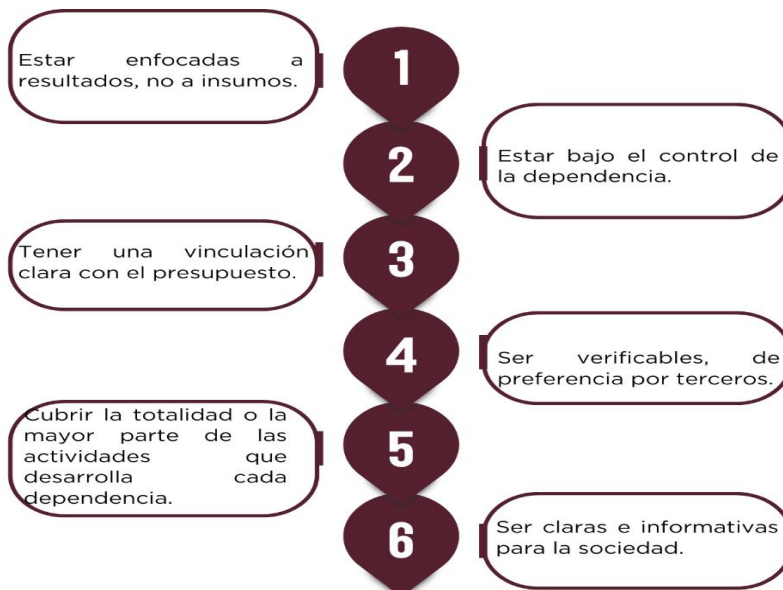 1
Estar enfocadas a
resultados, no a insumos.
2
Estar bajo el control de
la dependencia.
3
Tener una vinculación
clara con el presupuesto.
4
Ser verificables, de
preferencia por terceros.
5
Cubrir la totalidad o la
mayor parte de las
actividades que
desarrolla cada
dependencia.
6
Ser claras e informativas
para la sociedad.